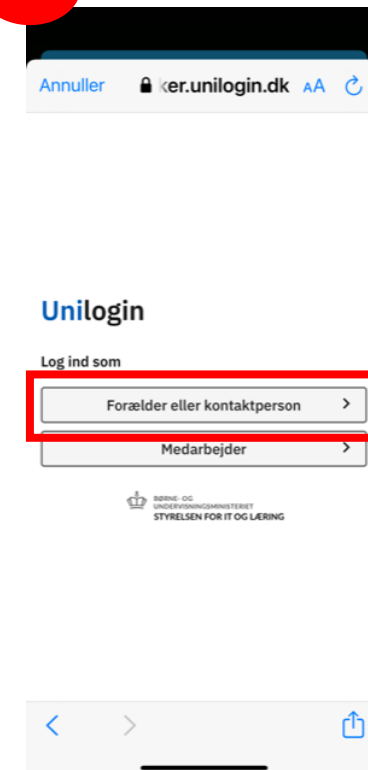 Annuller ker.unilogin.dk AA
Unilogin
Log ind som
Forælder eller kontaktperson
Medarbejder
BØRNE- OG
UNDERVISNINGSMINISTERIET
STYRELSEN FOR IT OG LÆRING